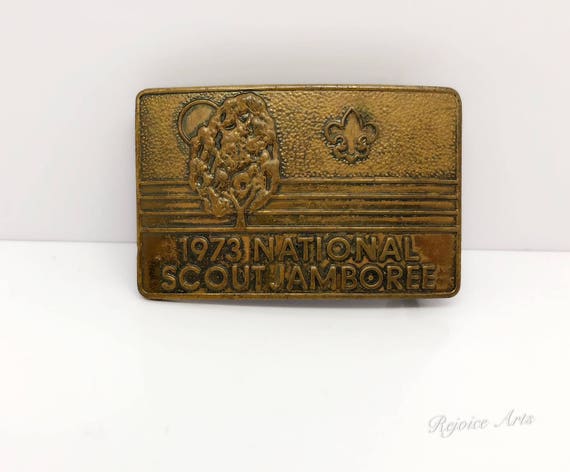 1973 NATIONAL
SCOUT JAMBOREE
Rejoice Arts